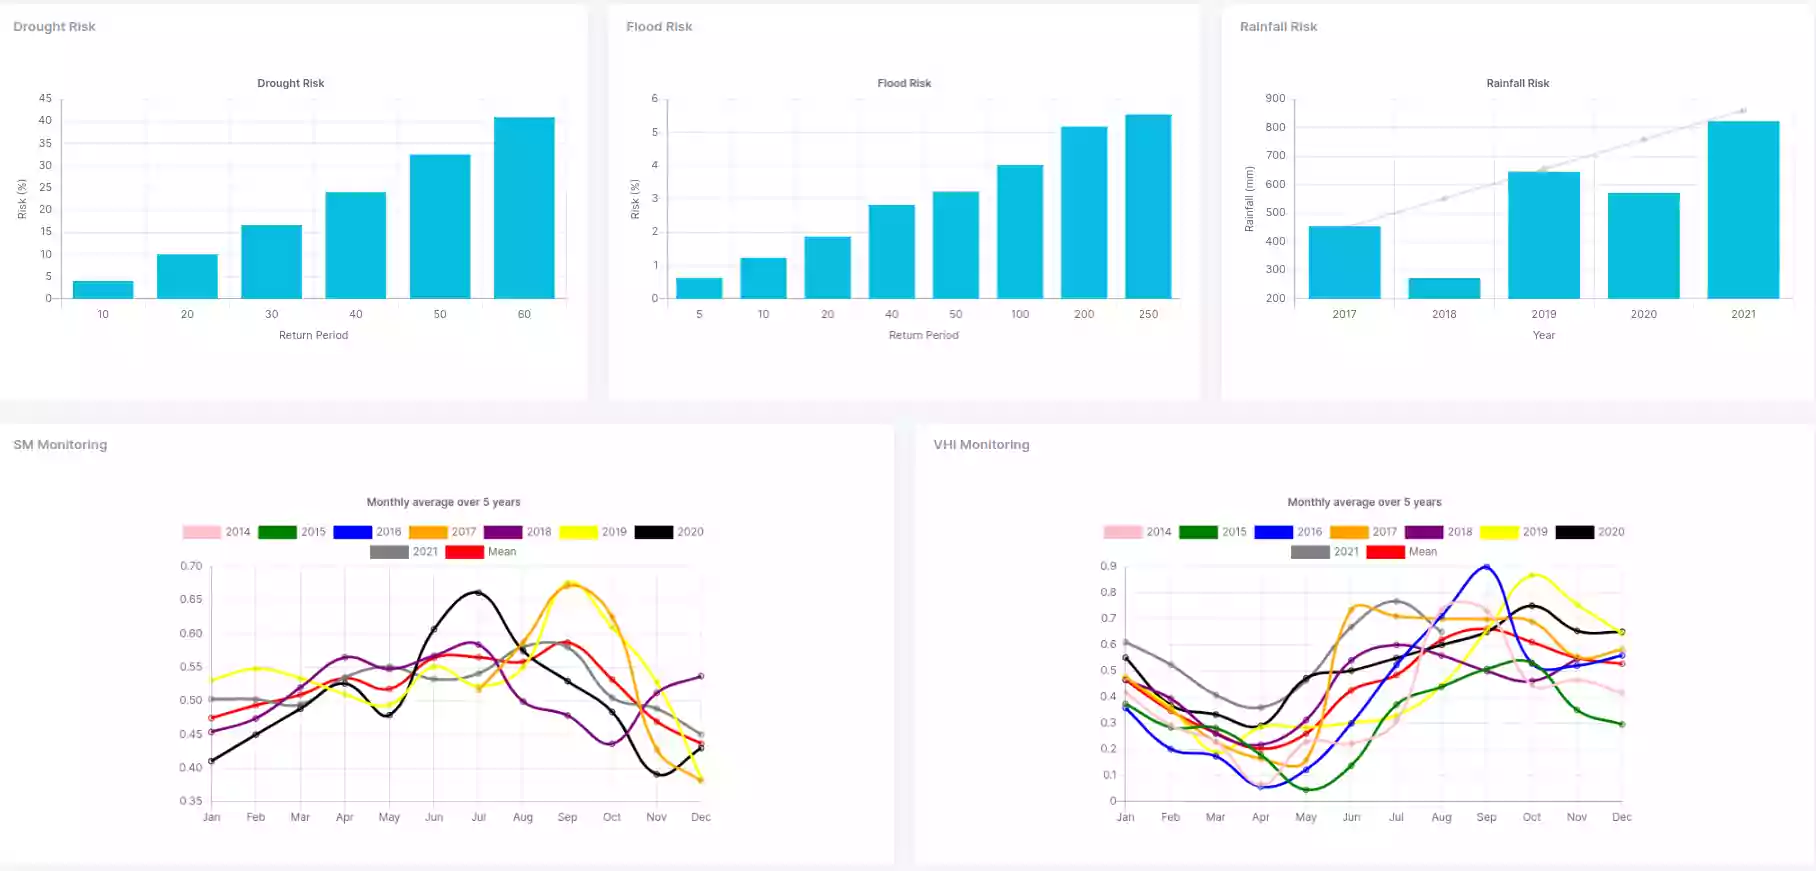 Drought Risk
Flood Risk
Rainfall Risk
Drought Risk
45
40
35
30
25
20
15
10
5
0
Risk (%)
10 20 30 40 50 60
Return Period
Flood Risk
6
5
4
3
2
1
0
Risk (%)
5 10 20 40 50 100 200 250
Return Period
Rainfall Risk
900
800
700
600
500
400
300
200
Rainfall (mm)
2017 2018 2019 2020 2021
Year
SM Monitoring
Monthly average over 5 years
2014 2015 2016 2017 2018 2019 2020
2021 Mean
0.70
0.65
0.60
0.55
0.50
0.45
0.40
0.35
Jan Feb Mar Apr May Jun Jul Aug Sep Oct Nov Dec
VHI Monitoring
Monthly average over 5 years
2014 2015 2016 2017 2018 2019 2020
2021 Mean
0.9
0.8
0.7
0.6
0.5
0.4
0.3
0.2
0.1
0
Jan Feb Mar Apr May Jun Jul Aug Sep Oct Nov Dec